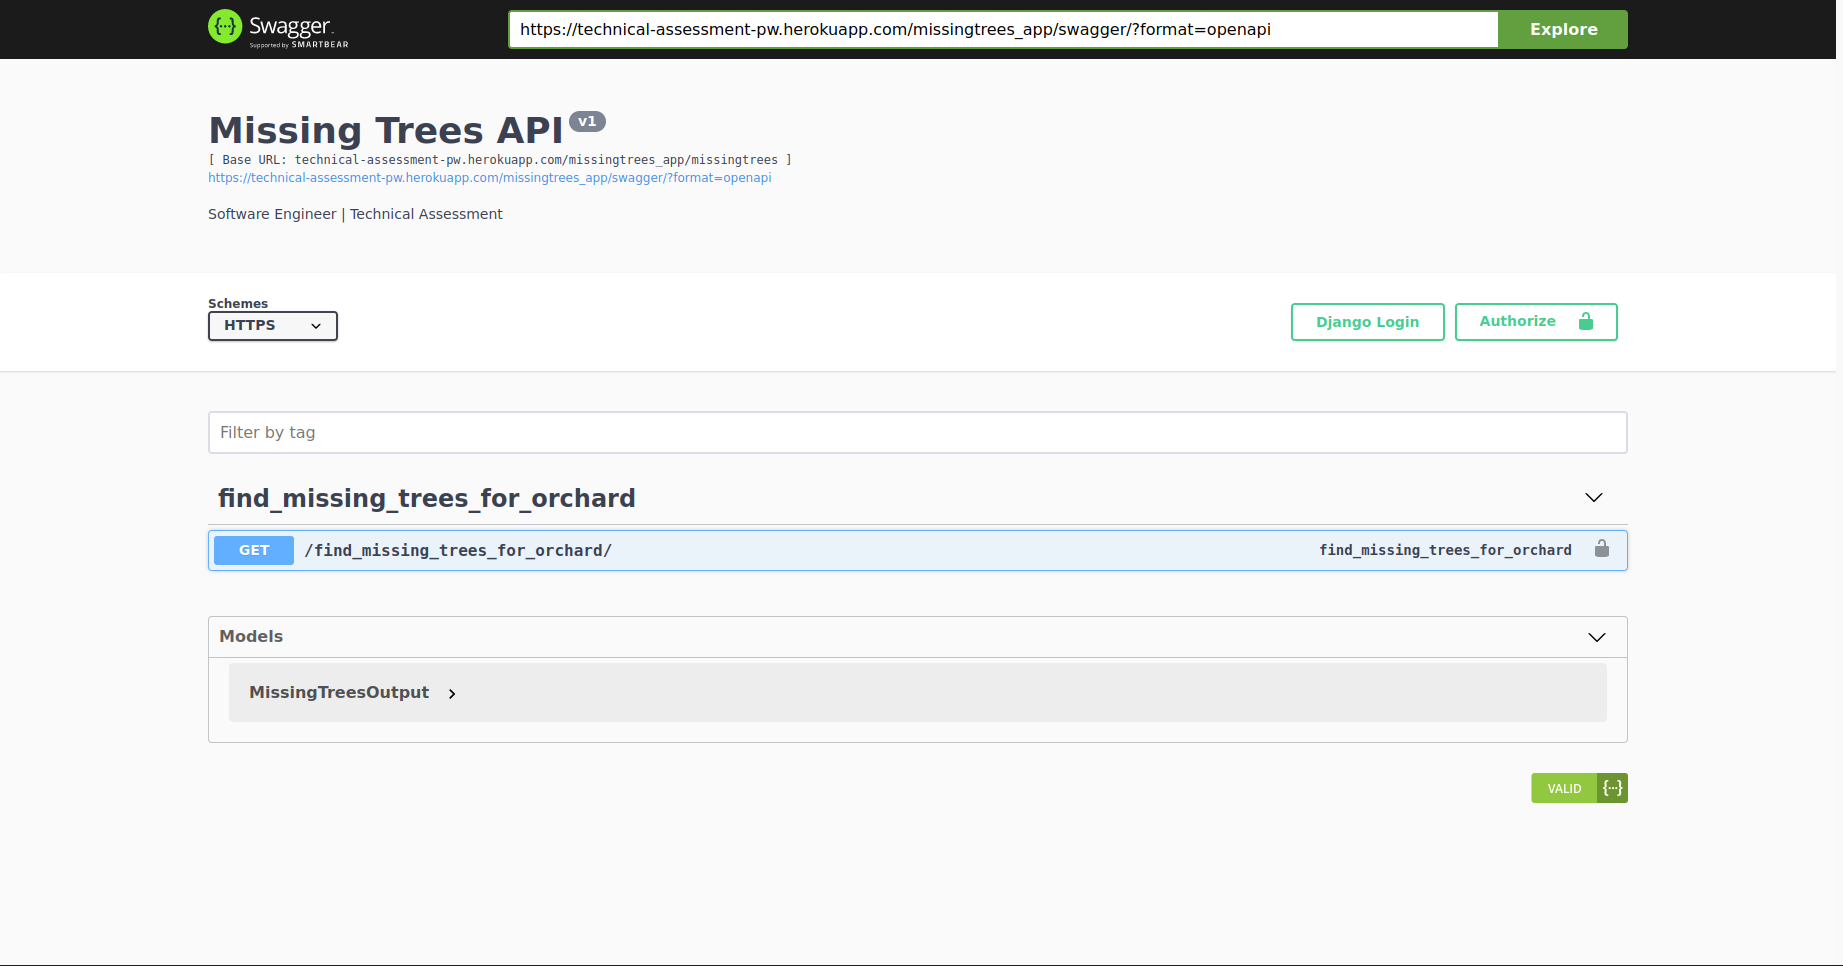 {···} Swagger
Supported by SMARTBEAR
https://technical-assessment-pw.herokuapp.com/missingtrees_app/swagger/?format=openapi
Explore
Missing Trees API v1
[ Base URL: technical-assessment-pw.herokuapp.com/missingtrees_app/missingtrees ]
https://technical-assessment-pw.herokuapp.com/missingtrees_app/swagger/?format=openapi
Software Engineer | Technical Assessment
Schemes
HTTPS
Django Login
Authorize
Filter by tag
find_missing_trees_for_orchard
GET /find_missing_trees_for_orchard/ find_missing_trees_for_orchard
Models
MissingTreesOutput
VALID {···}